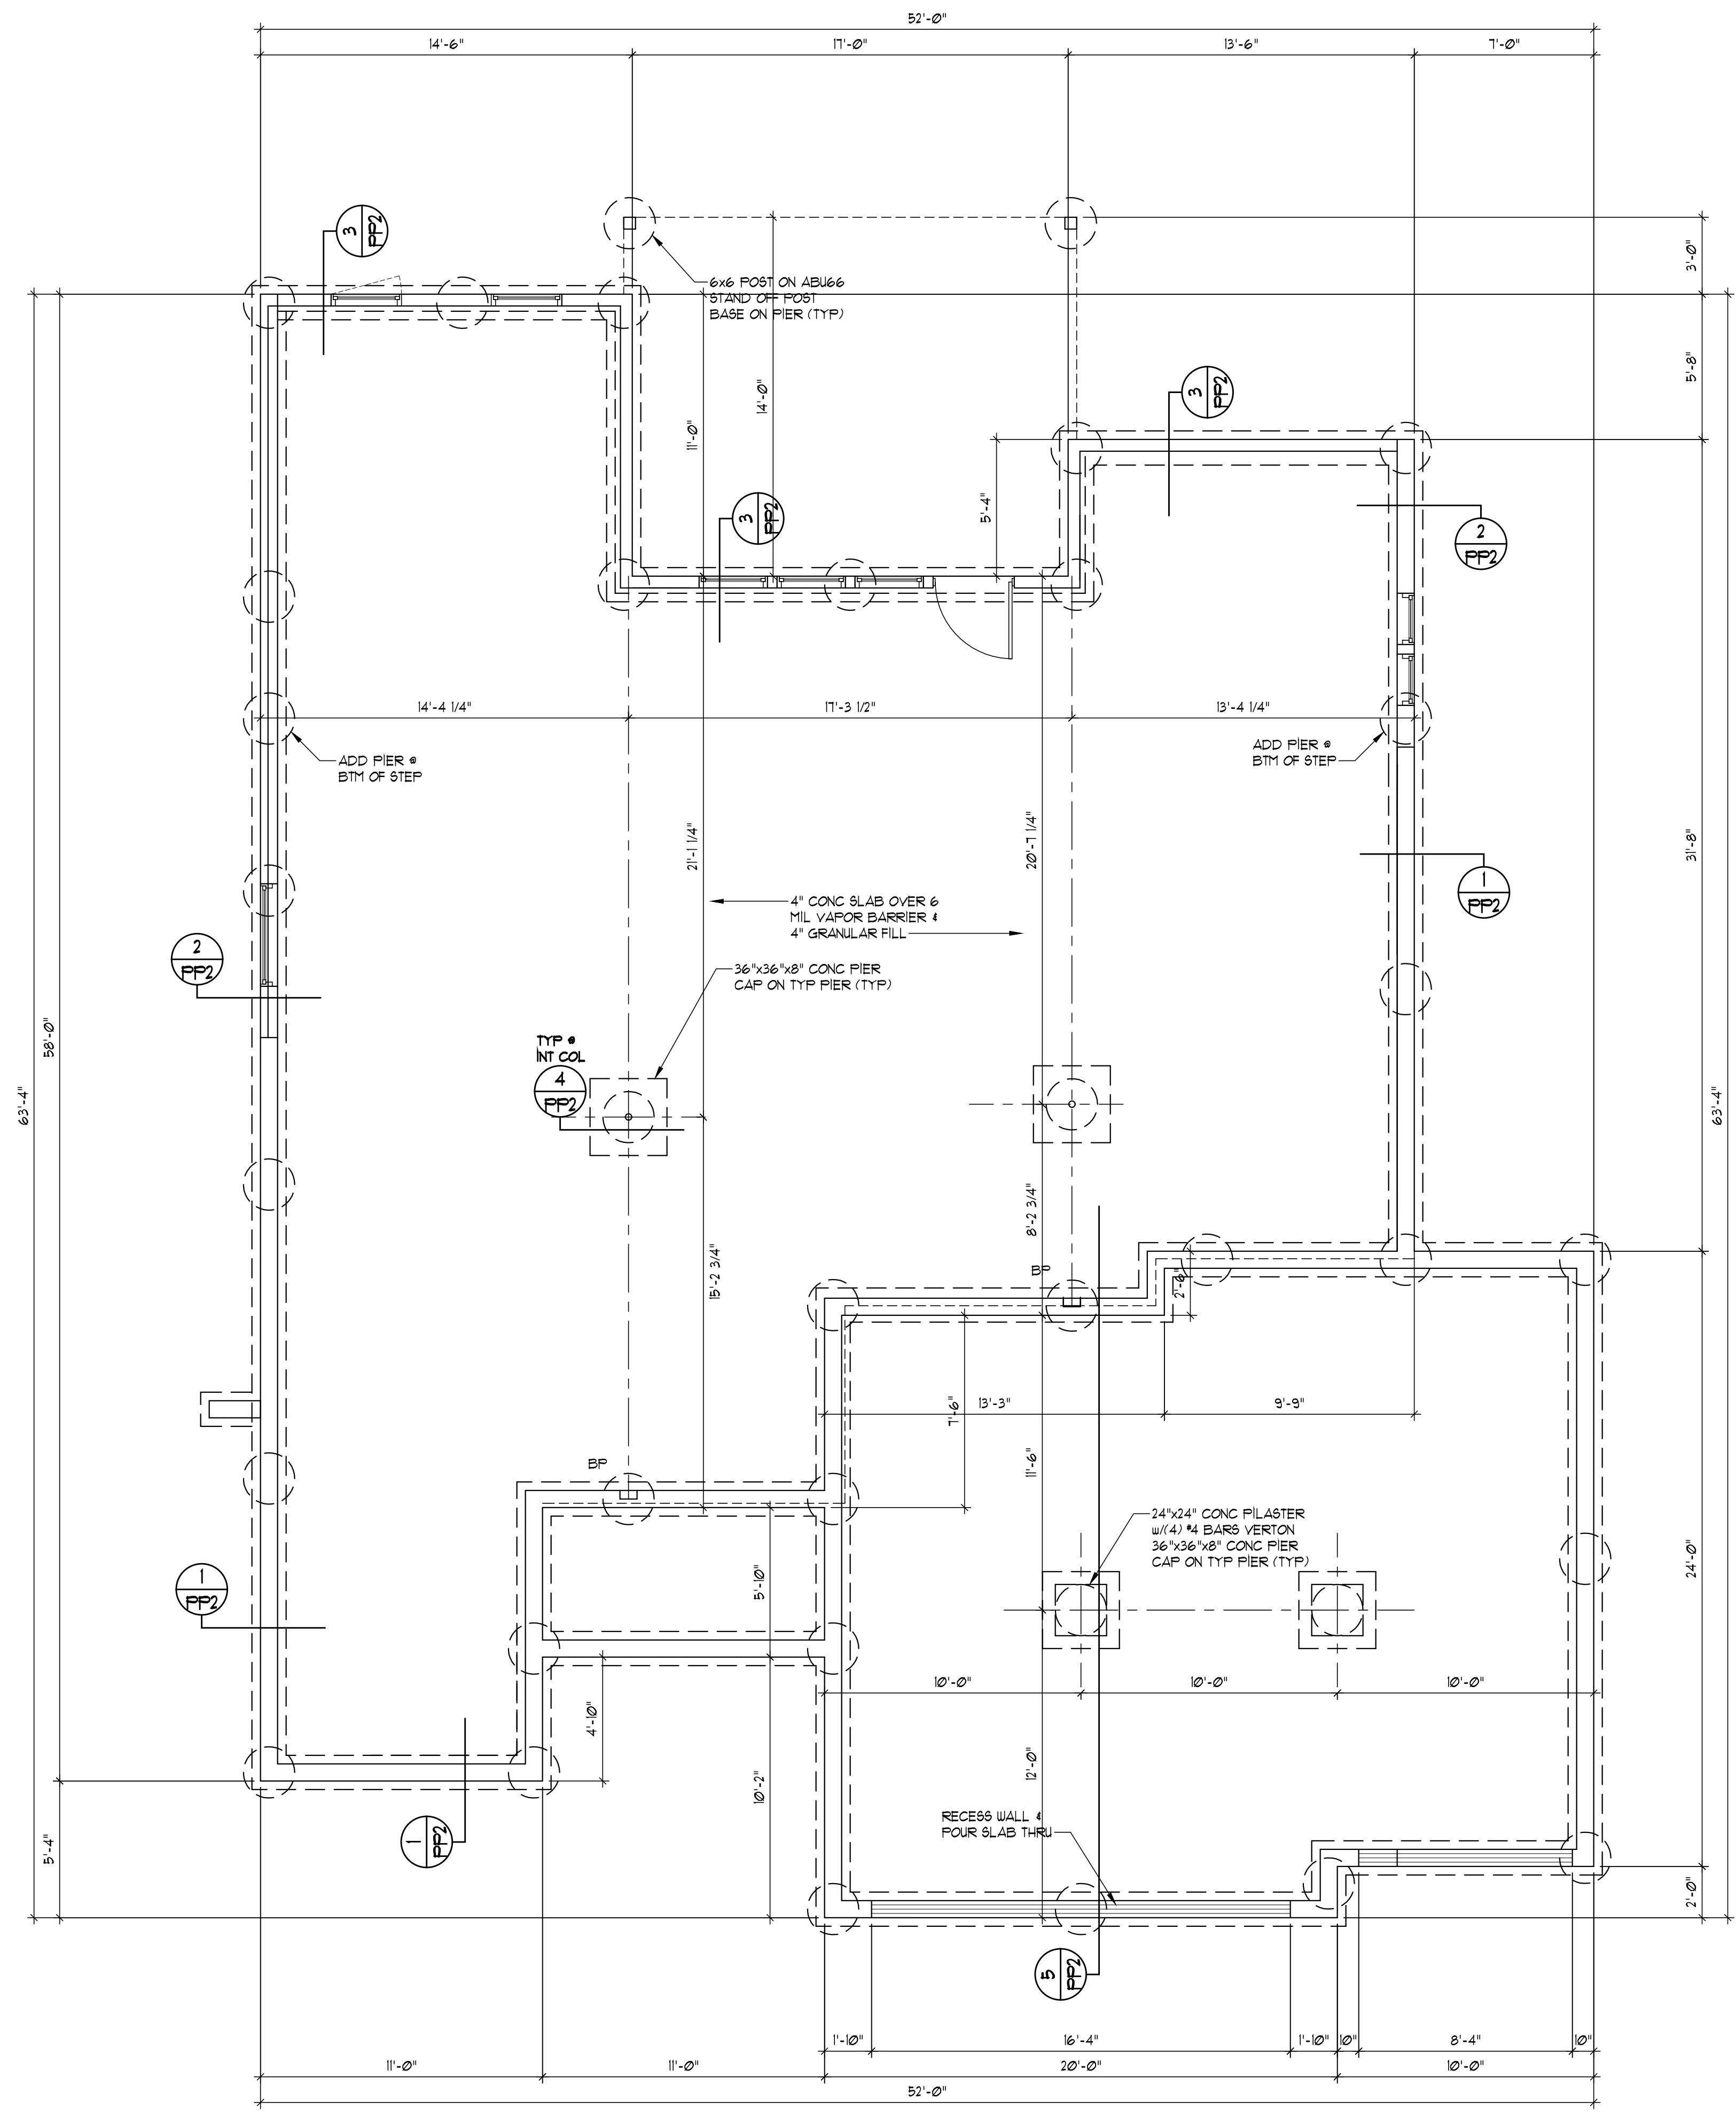 52'-0"
14'-6" 17'-0" 13'-6" 7'-0"
3
PP2
3'-0"
6x6 POST ON ABU66
STAND OFF POST
BASE ON PIER (TYP)
5'-8"
3
PP2
14'-0"
11'-0"
3
PP2
5'-4"
2
PP2
14'-4 1/4" 17'-3 1/2" 13'-4 1/4"
ADD PIER @
BTM OF STEP
ADD PIER @
BTM OF STEP
21'-1 1/4"
20'-7 1/4"
31'-8"
1
PP2
4" CONC SLAB OVER 6
MIL VAPOR BARRIER &
4" GRANULAR FILL
2
PP2
36"x36"x8" CONC PIER
CAP ON TYP PIER (TYP)
58'-0"
63'-4"
63'-4"
TYP @
INT COL
4
PP2
8'-2 3/4"
15'-2 3/4"
BP
2'-6"
13'-3" 9'-9"
7'-6"
11'-6"
BP
24"x24" CONC PILASTER
w/(4) #4 BARS VERTON
36"x36"x8" CONC PIER
CAP ON TYP PIER (TYP)
24'-0"
1
PP2
5'-10"
10'-0" 10'-0" 10'-0"
4'-10"
12'-0"
10'-2"
RECESS WALL &
POUR SLAB THRU
1
PP2
5'-4"
2'-0"
5
PP2
1'-10" 16'-4" 1'-10" 10" 8'-4" 10"
11'-0" 11'-0" 20'-0" 10'-0"
52'-0"